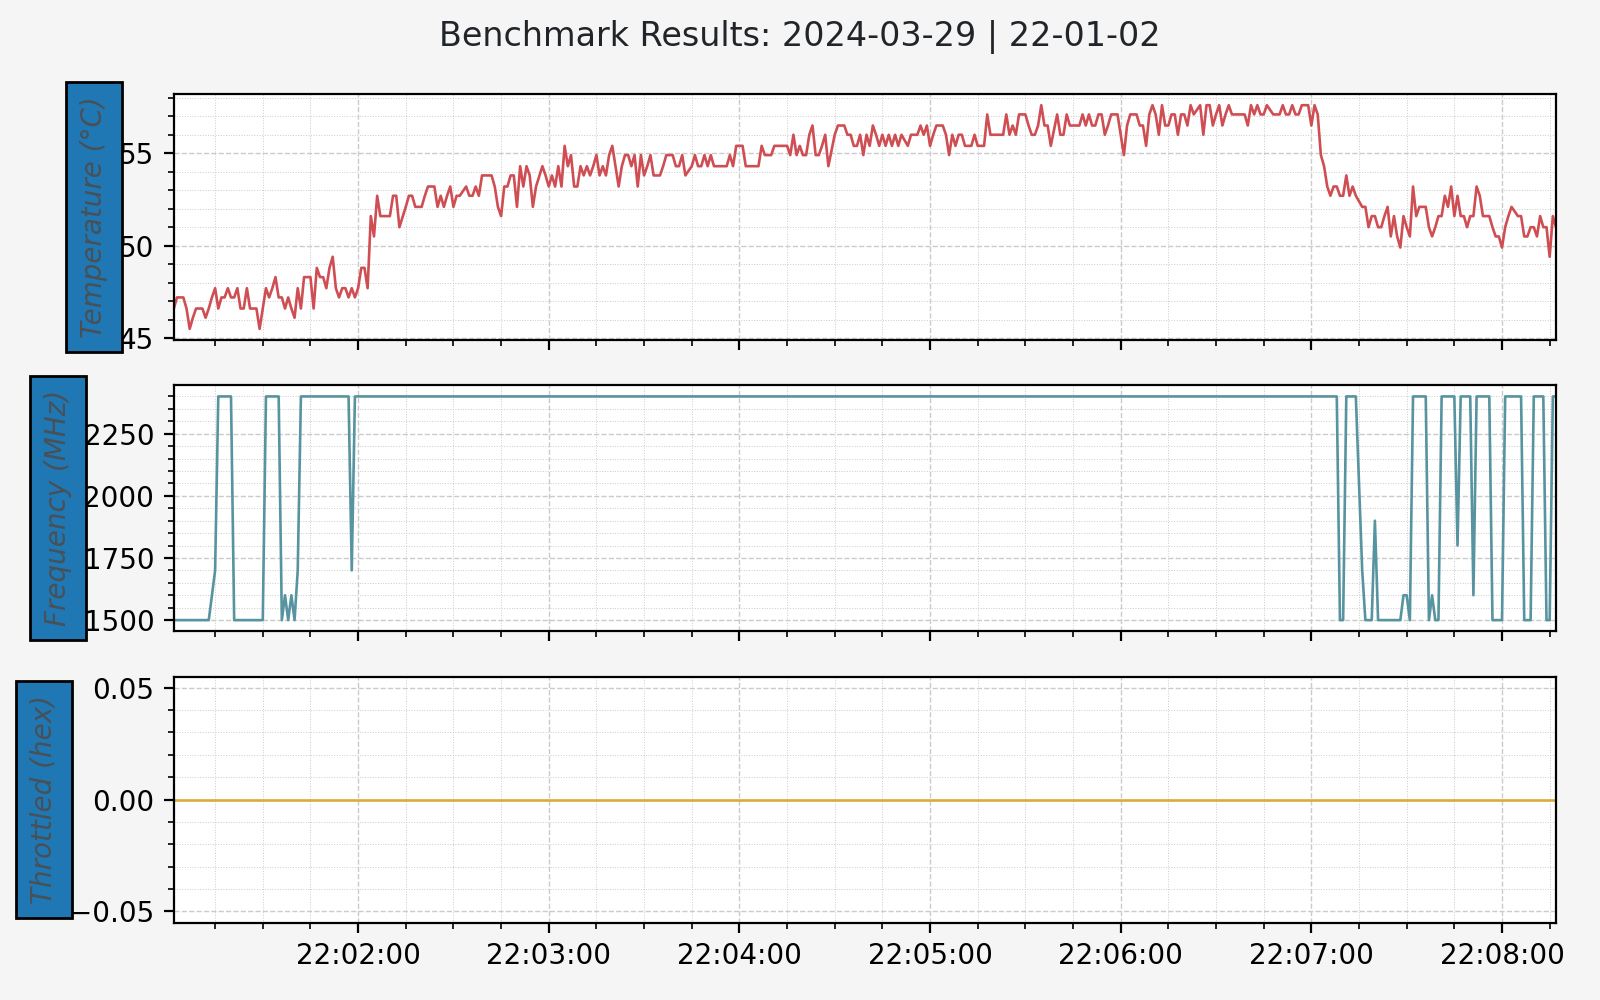 Benchmark Results: 2024-03-29 | 22-01-02
Temperature (°C)
55
50
45
Frequency (MHz)
2250
2000
1750
1500
Throttled (hex)
0.05
0.00
−0.05
22:02:00 22:03:00 22:04:00 22:05:00 22:06:00 22:07:00 22:08:00